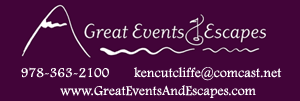 Great Events & Escapes
978-363-2100 kencutcliffe@comcast.net
www.GreatEventsAndEscapes.com